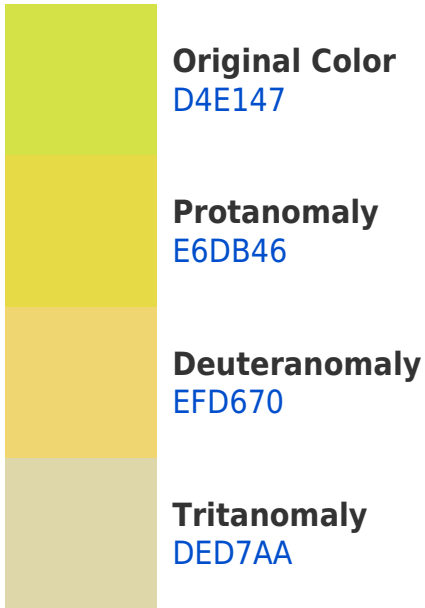 Original Color
D4E147
Protanomaly
E6DB46
Deuteranomaly
EFD670
Tritanomaly
DED7AA